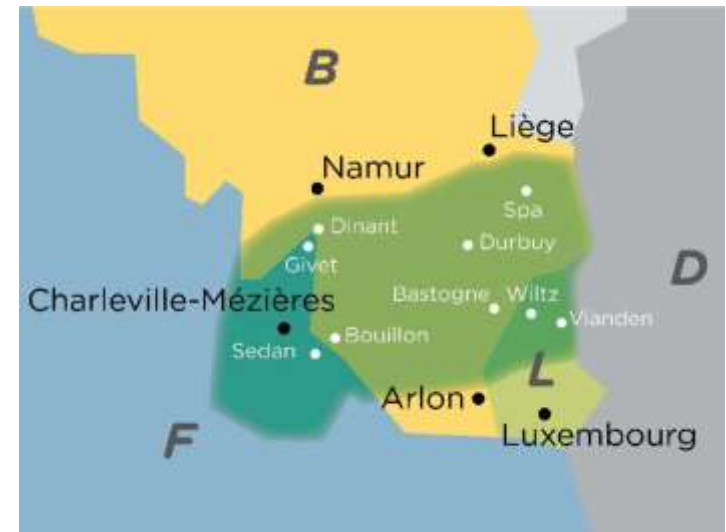 B
Liège
Namur
Spa
Dinant
Durbuy
Givet
D
Charleville-Mézières
Bastogne
Wiltz
Vianden
Bouillon
Sedan
L
Arlon
Luxembourg
F